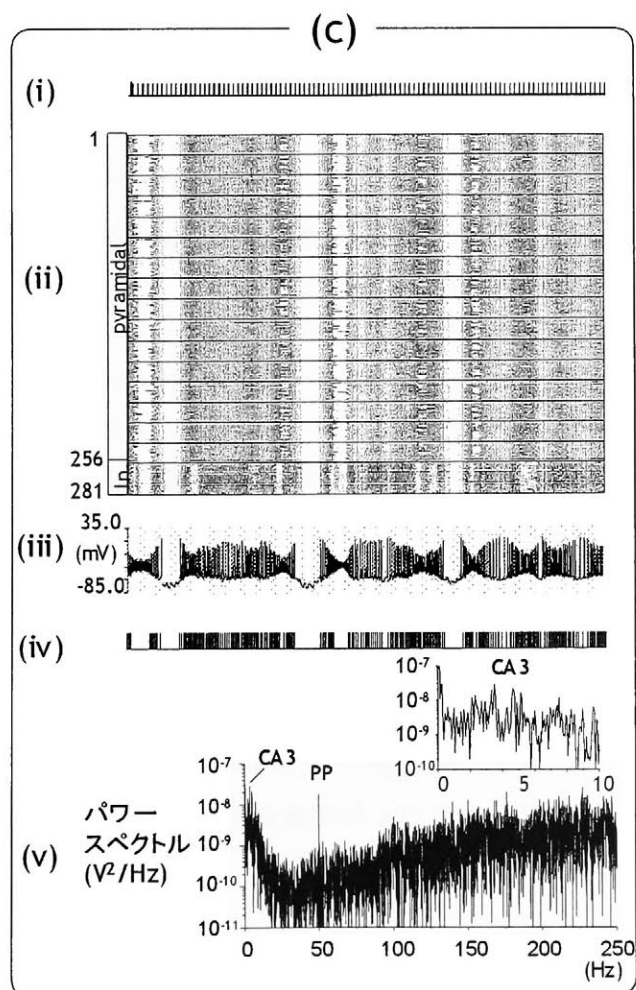 (c)
(i)
1
pyramidal
(ii)
256
In
281
35.0
(iii) (mV)
-85.0
(iv)
10-7
CA 3
10-8
10-9
10-10
0 5 10
10-7
CA 3
PP
10-8
パワー
スペクトル
(V2/Hz)
(v)
10-9
10-10
10-11
0 50 100 150 200 250
(Hz)